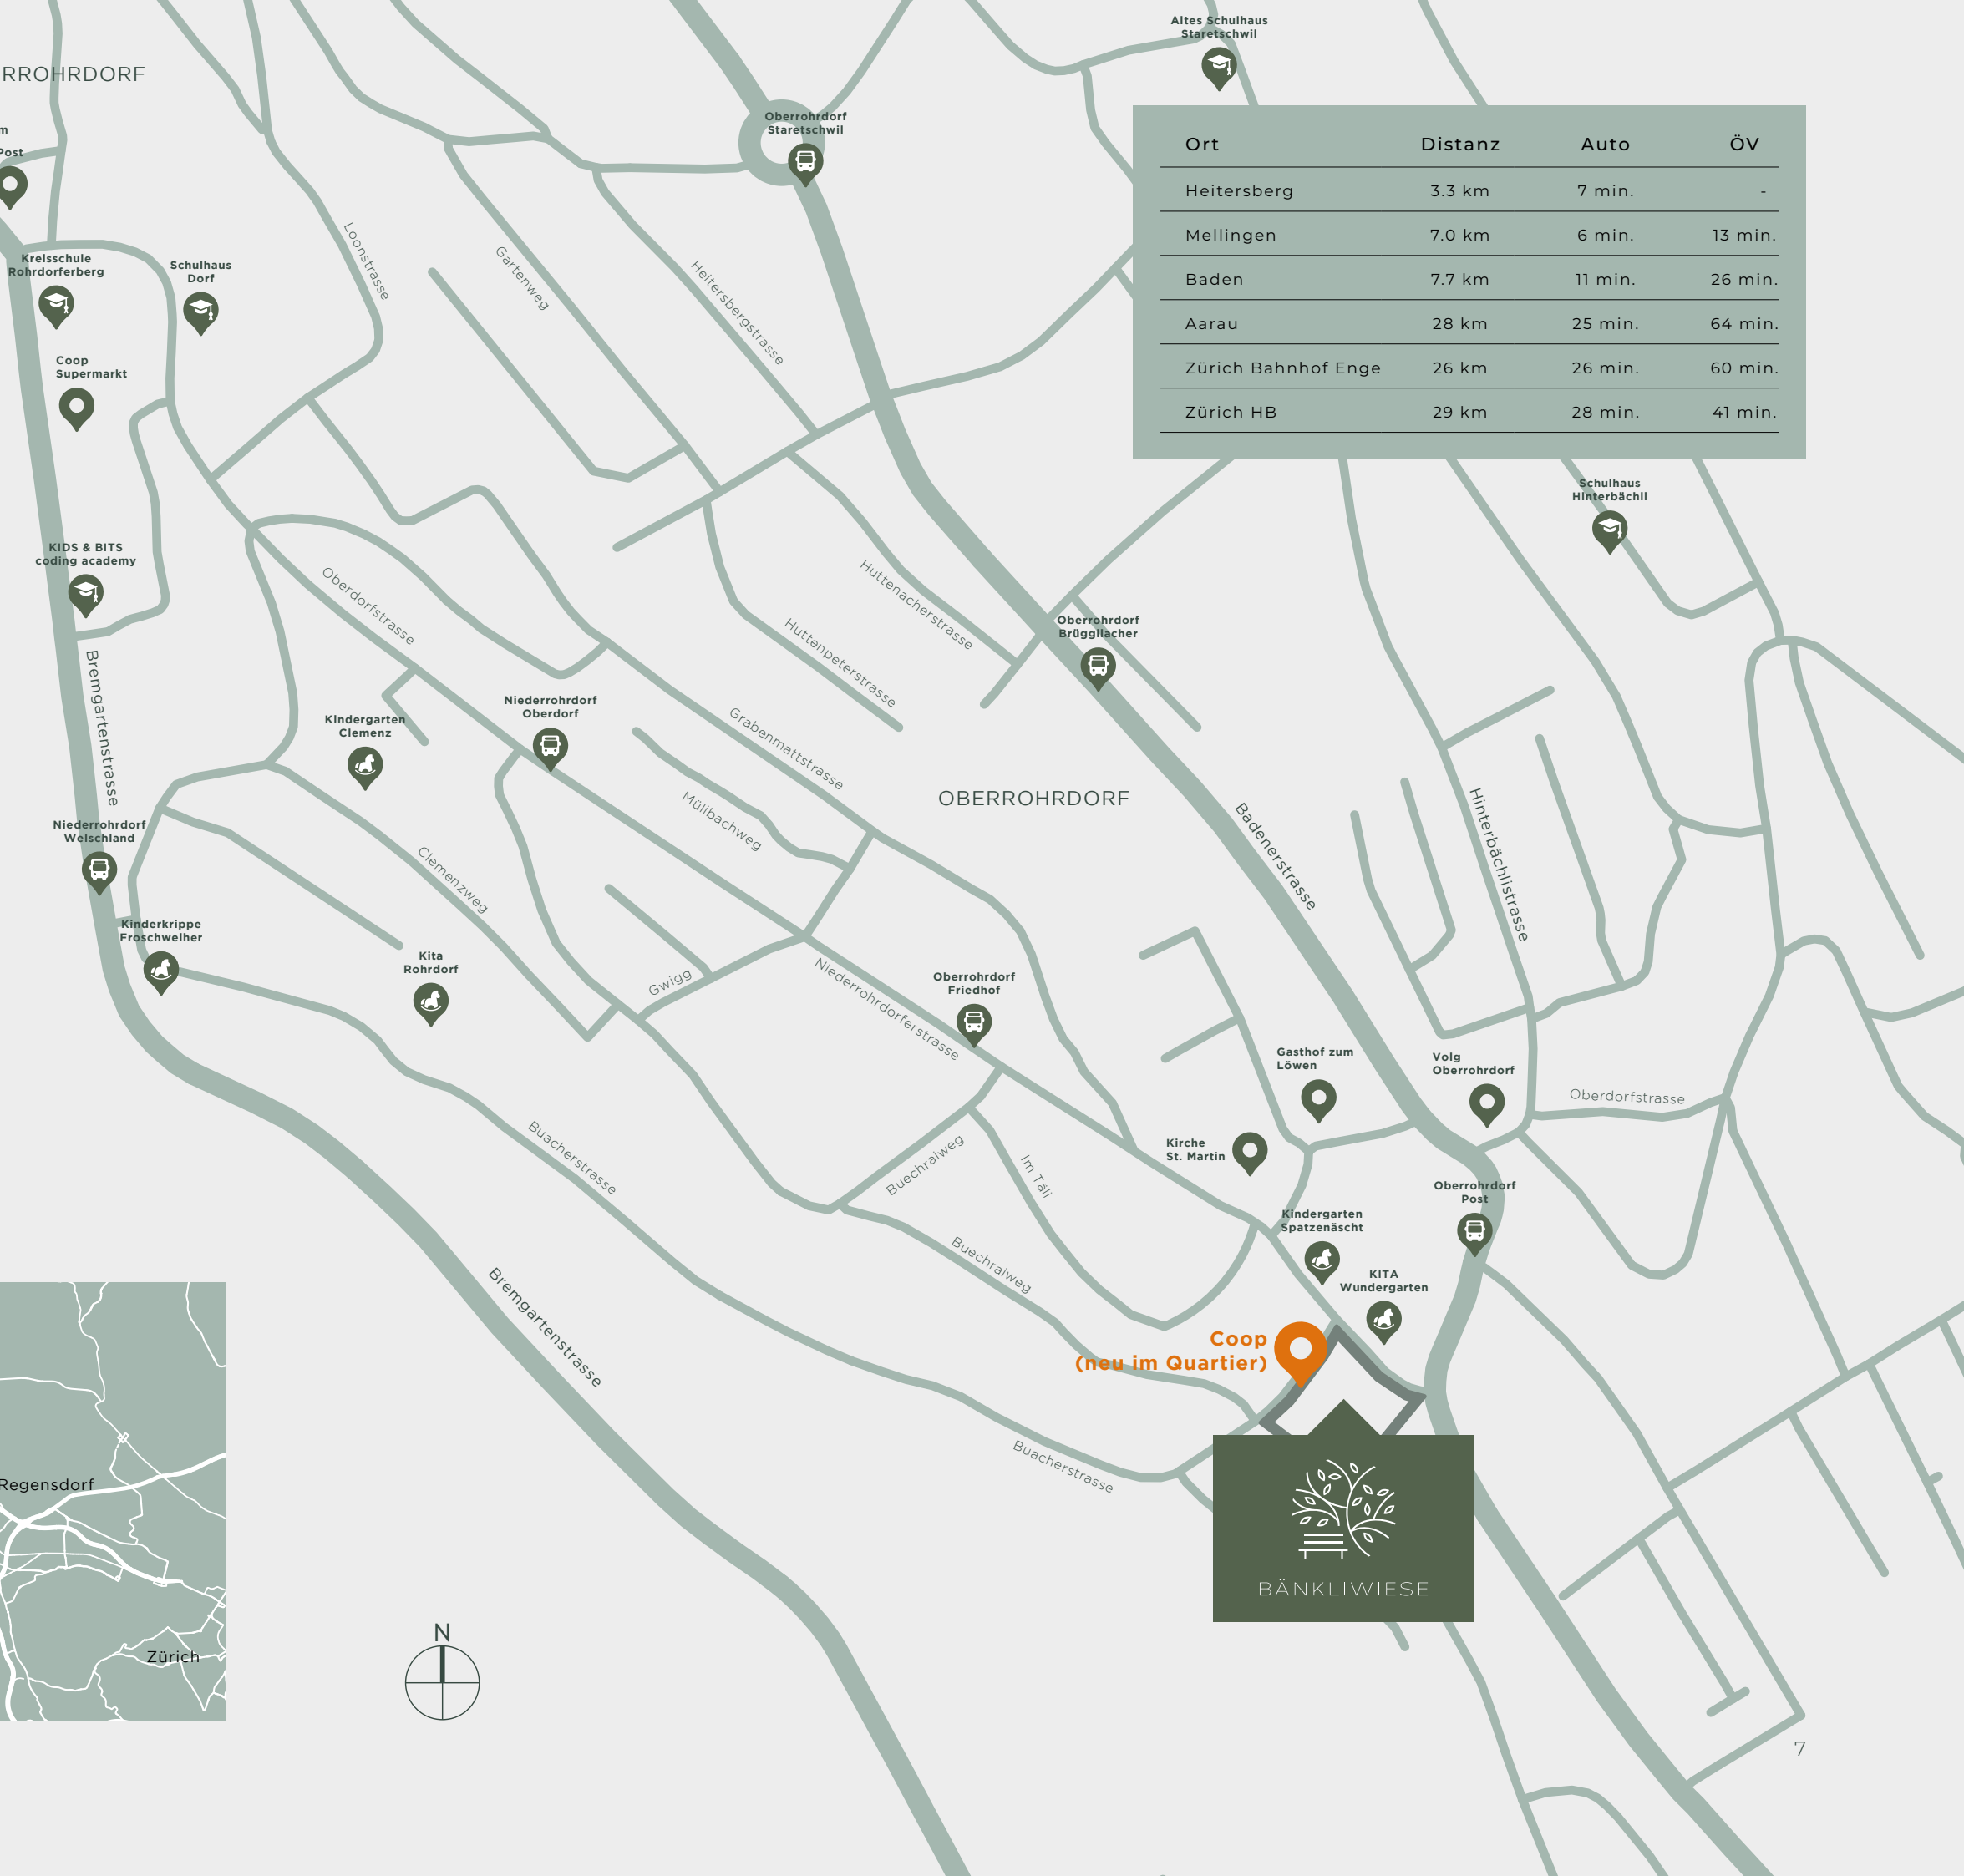 Altes Schulhaus
Staretschwil
RROHRDORF
m
Post
Oberrohrdorf
Staretschwil
Ort Distanz Auto ÖV
Heitersberg 3.3 km 7 min. -
Mellingen 7.0 km 6 min. 13 min.
Baden 7.7 km 11 min. 26 min.
Aarau 28 km 25 min. 64 min.
Zürich Bahnhof Enge 26 km 26 min. 60 min.
Zürich HB 29 km 28 min. 41 min.
Kreisschule
Rohrdorferberg
Schulhaus
Dorf
Loonstrasse
Gartenweg
Heitersbergstrasse
Coop
Supermarkt
Schulhaus
Hinterbächli
KIDS & BITS
coding academy
Oberdorfstrasse
Huttenacherstrasse
Huttenpeterstrasse
Oberrohrdorf
Brüggliacher
Bremgartenstrasse
Kindergarten
Clemenz
Niederrohrdorf
Oberdorf
Grabenmattstrasse
Mülibachweg
OBERROHRDORF
Badenerstrasse
Hinterbächlistrasse
Niederrohrdorf
Welschland
Clemenzweg
Kinderkrippe
Froschweiher
Kita
Rohrdorf
Gwigg
Niederrohrdorferstrasse
Oberrohrdorf
Friedhof
Gasthof zum
Löwen
Volg
Oberrohrdorf
Oberdorfstrasse
Buacherstrasse
Buechraiweg
Im Täli
Kirche
St. Martin
Oberrohrdorf
Post
Kindergarten
Spatzenäscht
Buechraiweg
KITA
Wundergarten
Bremgartenstrasse
Coop
(neu im Quartier)
Buacherstrasse
BÄNKLIWIESE
Regensdorf
Zürich
N
7